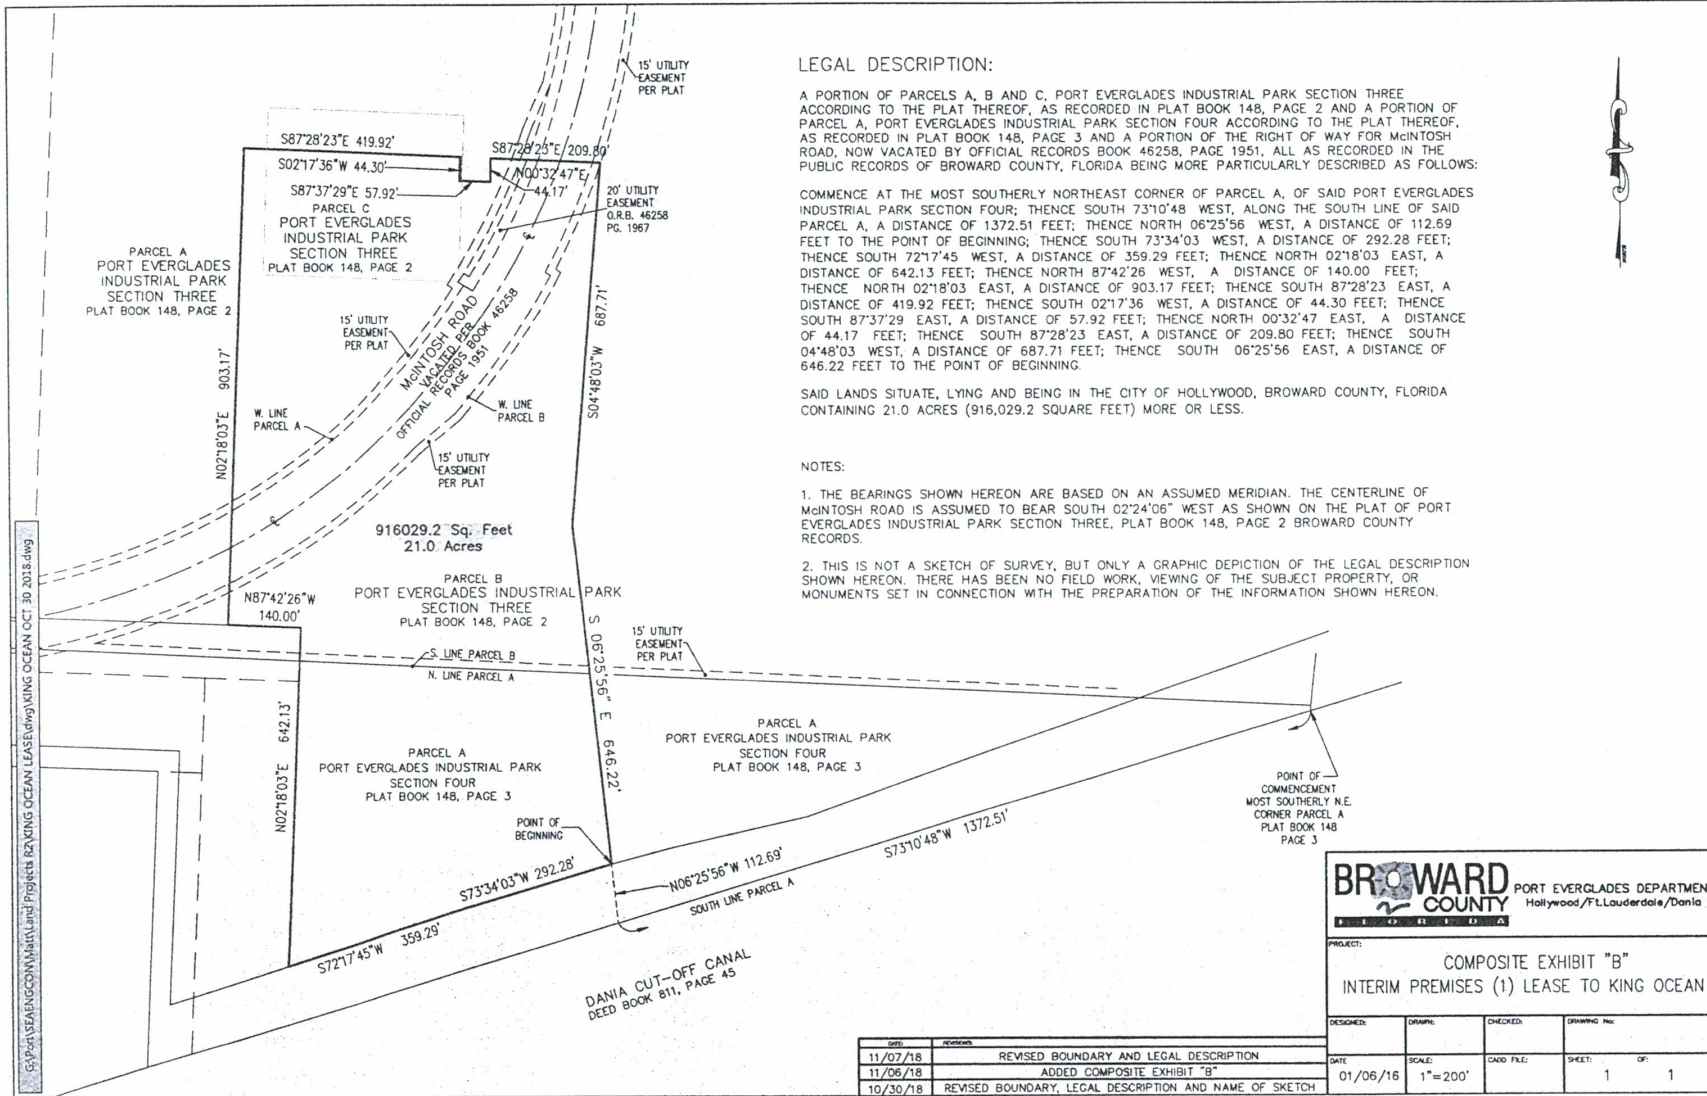 LEGAL DESCRIPTION:
A PORTION OF PARCELS A, B AND C, PORT EVERGLADES INDUSTRIAL PARK SECTION THREE
ACCORDING TO THE PLAT THEREOF, AS RECORDED IN PLAT BOOK 148, PAGE 2 AND A PORTION OF
PARCEL A, PORT EVERGLADES INDUSTRIAL PARK SECTION FOUR ACCORDING TO THE PLAT THEREOF,
AS RECORDED IN PLAT BOOK 148, PAGE 3 AND A PORTION OF THE RIGHT OF WAY FOR McINTOSH
ROAD, NOW VACATED BY OFFICIAL RECORDS BOOK 46258, PAGE 1951, ALL AS RECORDED IN THE
PUBLIC RECORDS OF BROWARD COUNTY, FLORIDA BEING MORE PARTICULARLY DESCRIBED AS FOLLOWS:
COMMENCE AT THE MOST SOUTHERLY NORTHEAST CORNER OF PARCEL A, OF SAID PORT EVERGLADES
INDUSTRIAL PARK SECTION FOUR; THENCE SOUTH 73°10'48 WEST, ALONG THE SOUTH LINE OF SAID
PARCEL A, A DISTANCE OF 1372.51 FEET; THENCE NORTH 06°25'56 WEST, A DISTANCE OF 112.69
FEET TO THE POINT OF BEGINNING; THENCE SOUTH 73°34'03 WEST, A DISTANCE OF 292.28 FEET;
THENCE SOUTH 72°17'45 WEST, A DISTANCE OF 359.29 FEET; THENCE NORTH 02°18'03 EAST, A
DISTANCE OF 642.13 FEET; THENCE NORTH 87°42'26 WEST, A DISTANCE OF 140.00 FEET;
THENCE NORTH 02°18'03 EAST, A DISTANCE OF 903.17 FEET; THENCE SOUTH 87°28'23 EAST, A
DISTANCE OF 419.92 FEET; THENCE SOUTH 02°17'36 WEST, A DISTANCE OF 44.30 FEET; THENCE
SOUTH 87°37'29 EAST, A DISTANCE OF 57.92 FEET; THENCE NORTH 00°32'47 EAST, A DISTANCE
OF 44.17 FEET; THENCE SOUTH 87°28'23 EAST, A DISTANCE OF 209.80 FEET; THENCE SOUTH
04°48'03 WEST, A DISTANCE OF 687.71 FEET; THENCE SOUTH 06°25'56 EAST, A DISTANCE OF
646.22 FEET TO THE POINT OF BEGINNING.
SAID LANDS SITUATE, LYING AND BEING IN THE CITY OF HOLLYWOOD, BROWARD COUNTY, FLORIDA
CONTAINING 21.0 ACRES (916,029.2 SQUARE FEET) MORE OR LESS.
NOTES:
1. THE BEARINGS SHOWN HEREON ARE BASED ON AN ASSUMED MERIDIAN. THE CENTERLINE OF
McINTOSH ROAD IS ASSUMED TO BEAR SOUTH 02°24'06" WEST AS SHOWN ON THE PLAT OF PORT
EVERGLADES INDUSTRIAL PARK SECTION THREE, PLAT BOOK 148, PAGE 2 BROWARD COUNTY
RECORDS.
2. THIS IS NOT A SKETCH OF SURVEY, BUT ONLY A GRAPHIC DEPICTION OF THE LEGAL DESCRIPTION
SHOWN HEREON. THERE HAS BEEN NO FIELD WORK, VIEWING OF THE SUBJECT PROPERTY, OR
MONUMENTS SET IN CONNECTION WITH THE PREPARATION OF THE INFORMATION SHOWN HEREON.
15' UTILITY
EASEMENT
PER PLAT
S87°28'23"E 419.92'
S02°17'36"W 44.30'
S87°37'29"E 57.92'
S87°28'23"E 209.80'
N00°32'47"E
44.17'
20' UTILITY
EASEMENT
O.R.B. 46258
PG. 1967
PARCEL C
PORT EVERGLADES
INDUSTRIAL PARK
SECTION THREE
PLAT BOOK 148, PAGE 2
PARCEL A
PORT EVERGLADES
INDUSTRIAL PARK
SECTION THREE
PLAT BOOK 148, PAGE 2
15' UTILITY
EASEMENT
PER PLAT
McINTOSH ROAD
VACATED PER
OFFICIAL RECORDS BOOK 46258
PAGE 1951
N02°18'03"E 903.17'
S04°48'03"W 687.71'
W. LINE
PARCEL A
W. LINE
PARCEL B
15' UTILITY
EASEMENT
PER PLAT
916029.2 Sq. Feet
21.0 Acres
PARCEL B
PORT EVERGLADES INDUSTRIAL PARK
SECTION THREE
PLAT BOOK 148, PAGE 2
N87°42'26"W
140.00'
S. LINE PARCEL B
N. LINE PARCEL A
15' UTILITY
EASEMENT
PER PLAT
S 06°25'56" E 646.22'
N02°18'03"E 642.13'
PARCEL A
PORT EVERGLADES INDUSTRIAL PARK
SECTION FOUR
PLAT BOOK 148, PAGE 3
PARCEL A
PORT EVERGLADES INDUSTRIAL PARK
SECTION FOUR
PLAT BOOK 148, PAGE 3
POINT OF
BEGINNING
POINT OF
COMMENCEMENT
MOST SOUTHERLY N.E.
CORNER PARCEL A
PLAT BOOK 148
PAGE 3
S73°34'03"W 292.28'
S72°17'45"W 359.29'
N06°25'56"W 112.69'
SOUTH LINE PARCEL A
S73°10'48"W 1372.51'
DANIA CUT-OFF CANAL
DEED BOOK 811, PAGE 45
G:\Port\SEAENGCON\Matt\Land Projects R2\KING OCEAN LEASE\dwg\KING OCEAN OCT 30 2018.dwg
BROWARD
COUNTY
FLORIDA
PORT EVERGLADES DEPARTMEN
Hollywood/Ft.Lauderdale/Dania
PROJECT:
COMPOSITE EXHIBIT "B"
INTERIM PREMISES (1) LEASE TO KING OCEAN
DESIGNED: DRAWN: CHECKED: DRAWING No:
DATE SCALE: CADD FILE: SHEET: OF:
01/06/16 1"=200' 1 1
DATE: REVISIONS:
11/07/18 REVISED BOUNDARY AND LEGAL DESCRIPTION
11/06/18 ADDED COMPOSITE EXHIBIT "B"
10/30/18 REVISED BOUNDARY, LEGAL DESCRIPTION AND NAME OF SKETCH